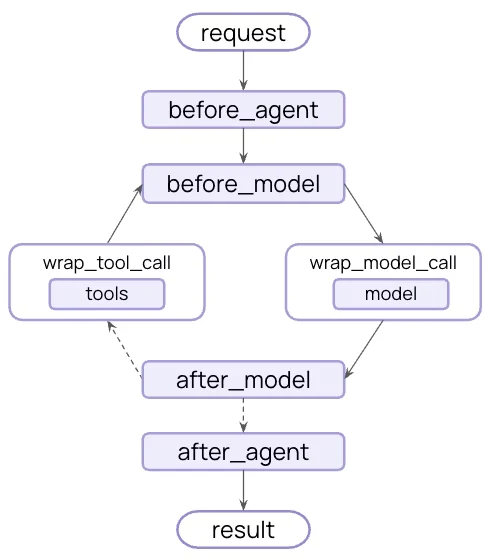 request
before_agent
before_model
wrap_tool_call
tools
wrap_model_call
model
after_model
after_agent
result